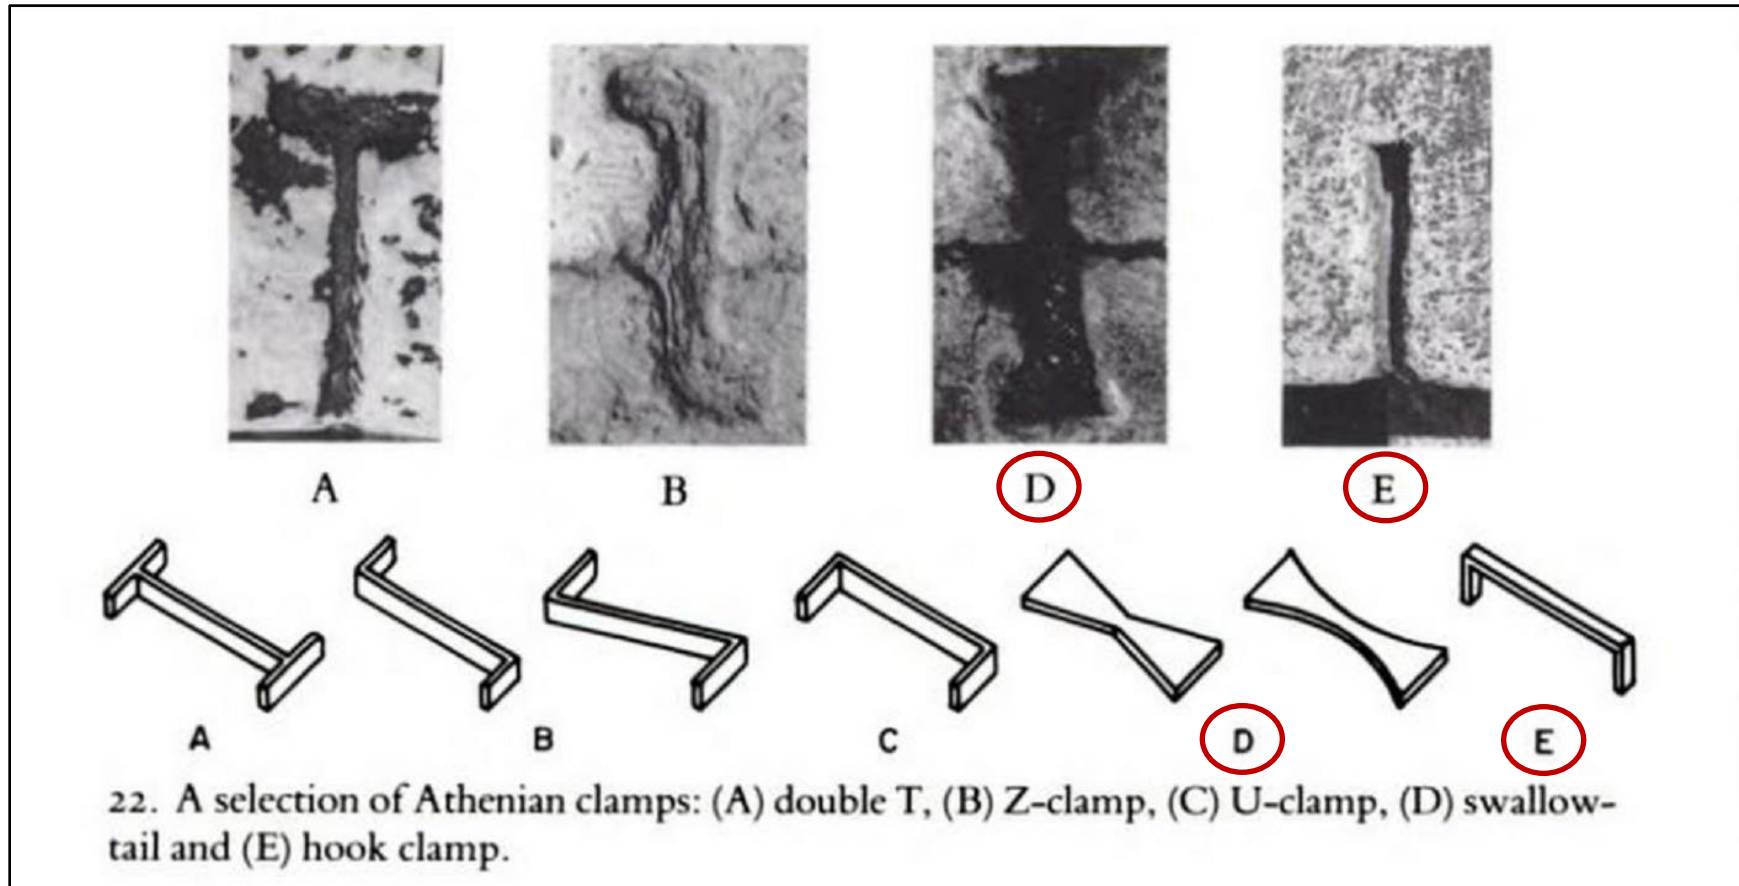 A B D E
A B C D E
22. A selection of Athenian clamps: (A) double T, (B) Z-clamp, (C) U-clamp, (D) swallow-
tail and (E) hook clamp.